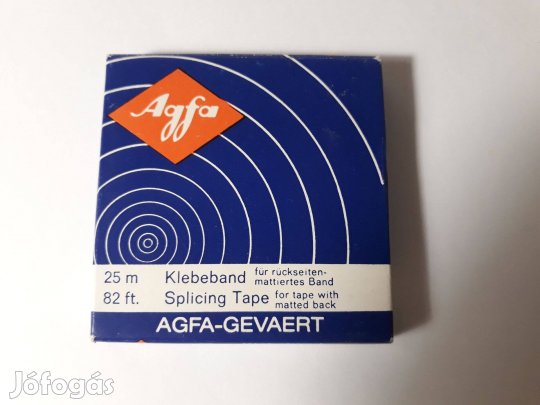 Agfa
25 m Klebeband für rückseiten-
mattiertes Band
82 ft. Splicing Tape for tape with
matted back
AGFA-GEVAERT
Jófogás